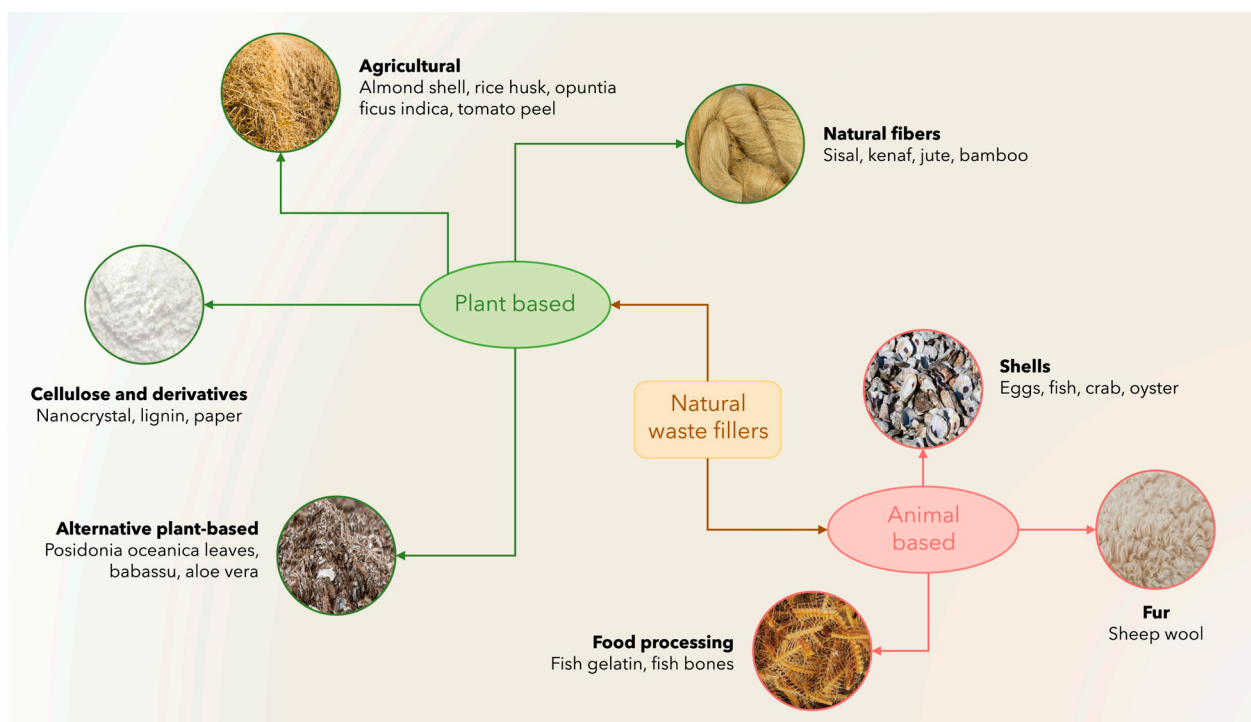 Agricultural
Almond shell, rice husk, opuntia
ficus indica, tomato peel
Natural fibers
Sisal, kenaf, jute, bamboo
Plant based
Cellulose and derivatives
Nanocrystal, lignin, paper
Natural
waste fillers
Shells
Eggs, fish, crab, oyster
Alternative plant-based
Posidonia oceanica leaves,
babassu, aloe vera
Animal
based
Fur
Sheep wool
Food processing
Fish gelatin, fish bones